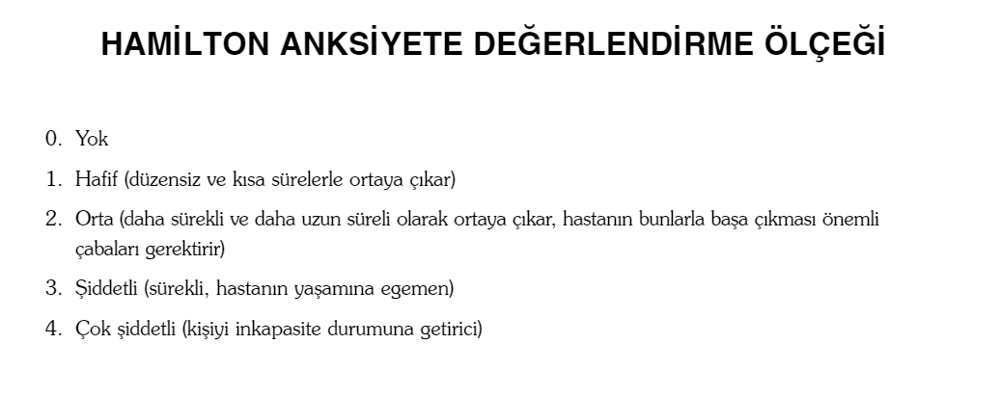 HAMİLTON ANKSİYETE DEĞERLENDİRME ÖLÇEĞİ
0. Yok
1. Hafif (düzensiz ve kısa sürelerle ortaya çıkar)
2. Orta (daha sürekli ve daha uzun süreli olarak ortaya çıkar, hastanın bunlarla başa çıkması önemli
çabaları gerektirir)
3. Şiddetli (sürekli, hastanın yaşamına egemen)
4. Çok şiddetli (kişiyi inkapasite durumuna getirici)